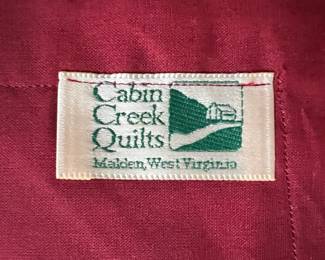 Cabin
Creek
Quilts
Malden, West Virginia